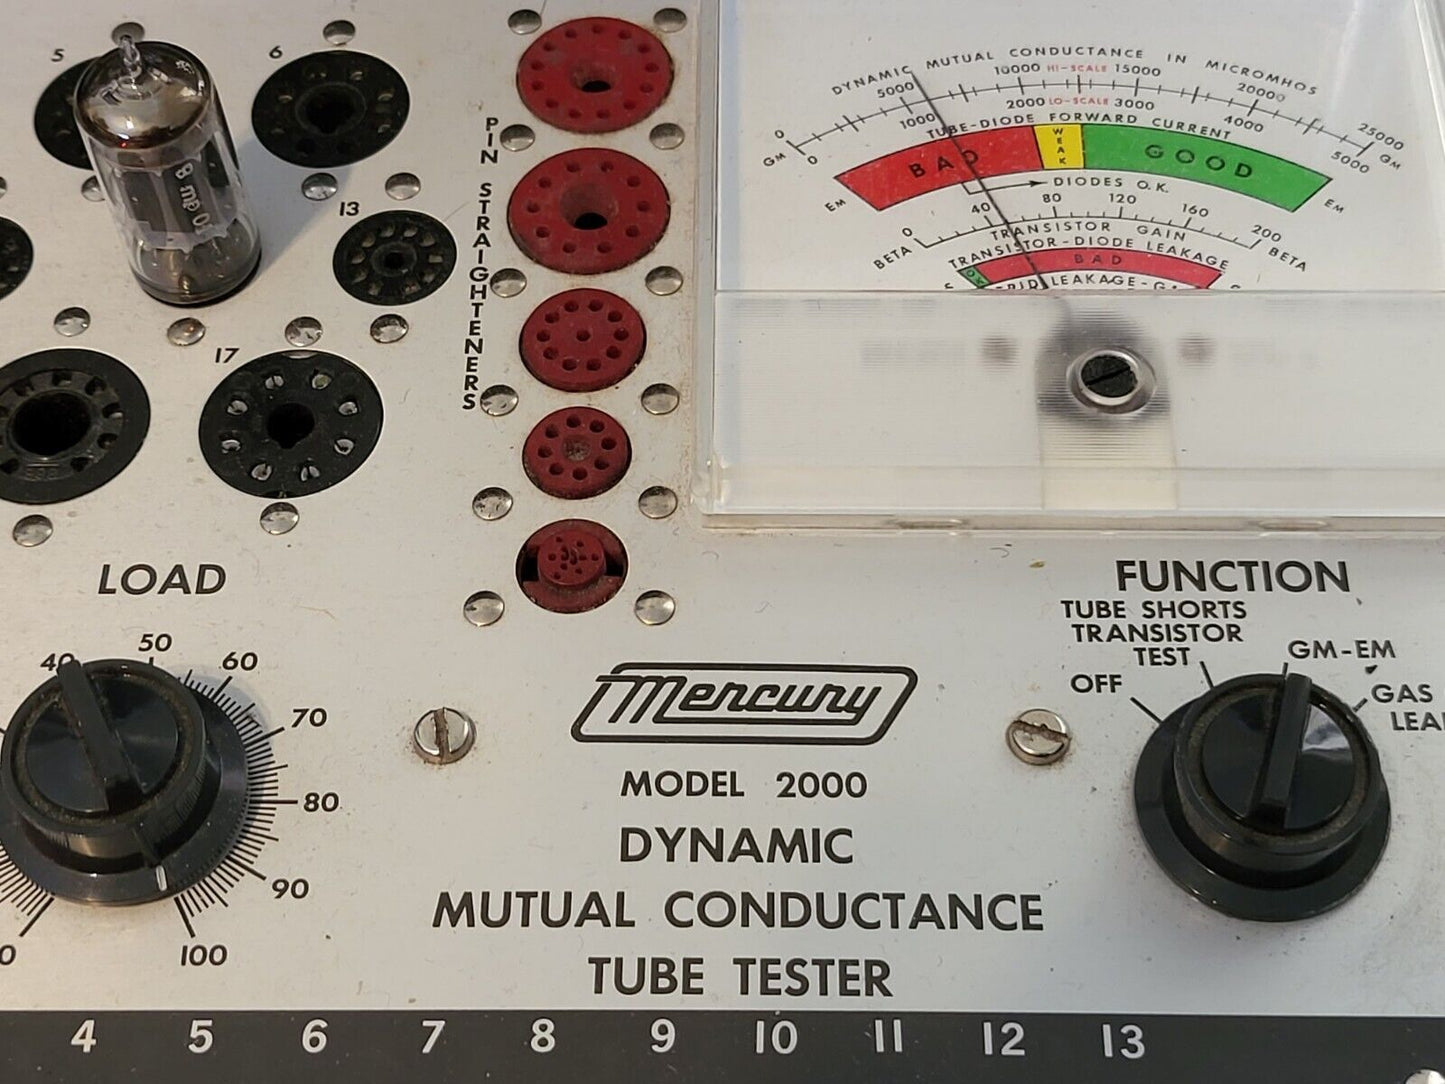 5
6
13
17
PIN STRAIGHTENERS
DYNAMIC MUTUAL CONDUCTANCE IN MICROMHOS
5000 10000 HI-SCALE 15000 20000 25000
0 1000 2000 LO-SCALE 3000 4000 5000
GM 0 GM
TUBE-DIODE FORWARD CURRENT
BAD WEAK GOOD
EM EM
DIODES O.K.
0 40 80 120 160 200
BETA TRANSISTOR GAIN BETA
TRANSISTOR-DIODE LEAKAGE
OK BAD
LEAKAGE-
LOAD
40 50 60 70 80 90 100
FUNCTION
TUBE SHORTS
TRANSISTOR
TEST
OFF
GM-EM
GAS
Mercury
MODEL 2000
DYNAMIC
MUTUAL CONDUCTANCE
TUBE TESTER
4 5 6 7 8 9 10 11 12 13